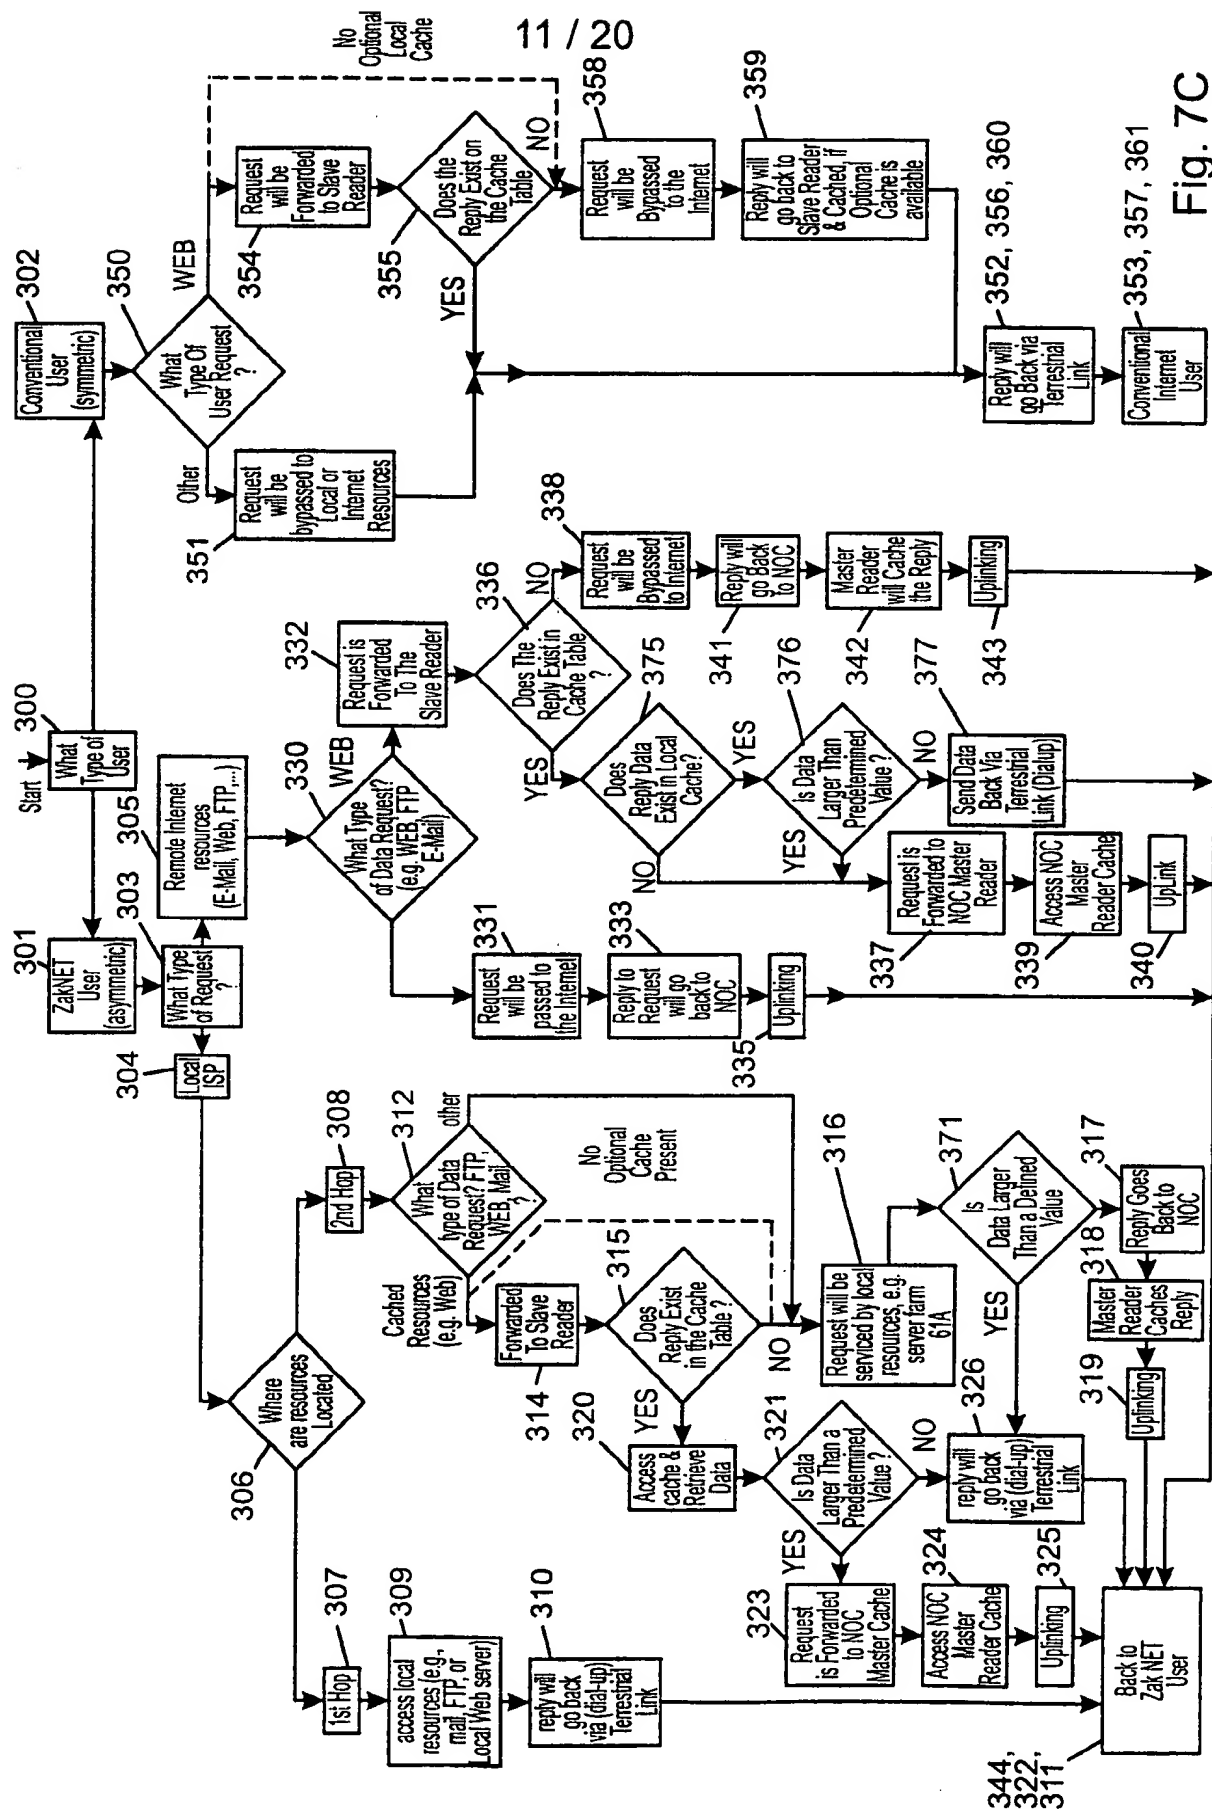 11 / 20
Start
300
What
Type of
User
302
Conventional
User
(symmetric)
350
What
Type Of
User Request
?
WEB
No
Optional
Local
Cache
354
Request
will be
Forwarded
to Slave
Reader
355
Does the
Reply Exist on
the Cache
Table
NO
YES
358
Request
will be
Bypassed
to the
Internet
359
Reply will
go back to
Slave Reader
& Cached, if
Optional
Cache is
available
Other
351
Request
will be
bypassed to
Local or
Internet
Resources
352, 356, 360
Reply will
go Back via
Terrestrial
Link
353, 357, 361
Conventional
Internet
User
301
ZakNET
User
(asymmetric)
303
What Type
of Request
?
305
Remote Internet
resources
(E-Mail, Web, FTP,...)
304
Local
ISP
330
What Type
of Data Request?
(e.g. WEB, FTP
E-Mail)
WEB
332
Request is
Forwarded
To The
Slave Reader
336
Does The
Reply Exist in
Cache Table
?
NO
YES
338
Request
will be
Bypassed
to Internet
341
Reply will
go Back
to NOC
342
Master
Reader
will Cache
the Reply
343
Uplinking
375
Does
Reply Data
Exist in Local
Cache?
YES
NO
376
Is Data
Larger Than
Predetermined
Value ?
YES
NO
377
Send Data
Back Via
Terrestrial
Link (Dialup)
337
Request is
Forwarded to
NOC Master
Reader
339
Access NOC
Master
Reader Cache
340
UpLink
331
Request
will be
passed to
the Internet
333
Reply to
Request
will go
back to
NOC
335
Uplinking
306
Where
are resources
Located
308
2nd Hop
312
What
type of Data
Request? FTP,
WEB, Mail
?
other
Cached
Resources
(e.g. Web)
No
Optional
Cache
Present
314
Forwarded
To Slave
Reader
315
Does
Reply Exist
in the Cache
Table ?
YES
NO
316
Request will be
serviced by local
resources, e.g.
server farm
61A
371
Is
Data Larger
Than a Defined
Value
YES
317
Reply Goes
Back to
NOC
318
Master
Reader
Caches
Reply
319
Uplinking
320
Access
cache &
Retrieve
Data
321
Is Data
Larger Than a
Predetermined
Value ?
YES
NO
326
reply will
go back
via (dial-up)
Terrestrial
Link
323
Request
is Forwarded
to NOC
Master Cache
324
Access NOC
Master
Reader Cache
325
Uplinking
307
1st Hop
309
access local
resources (e.g.,
mail, FTP, or
Local Web server)
310
reply will
go back
via (dial-up)
Terrestrial
Link
344,
322,
311
Back to
Zak NET
User
Fig. 7C